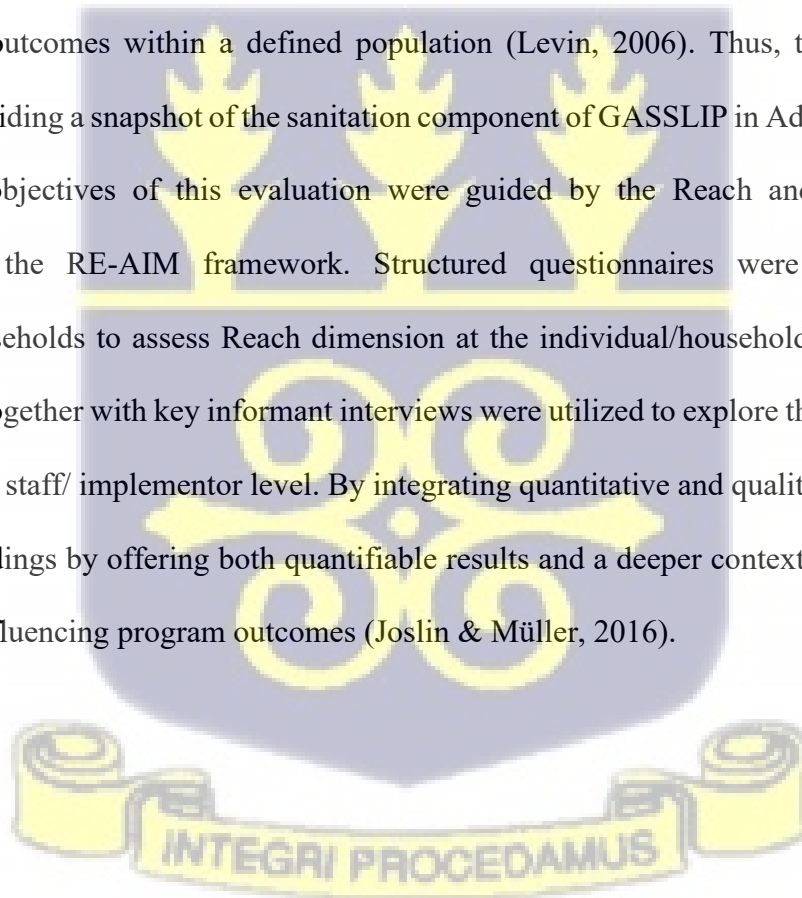 outcomes within a defined population (Levin, 2006). Thus, t
iding a snapshot of the sanitation component of GASSLIP in Ad
objectives of this evaluation were guided by the Reach and
the RE-AIM framework. Structured questionnaires were
seholds to assess Reach dimension at the individual/household
ogether with key informant interviews were utilized to explore th
staff/ implementor level. By integrating quantitative and qualit
dings by offering both quantifiable results and a deeper context
fluencing program outcomes (Joslin & Müller, 2016).
INTEGRI PROCEDAMUS